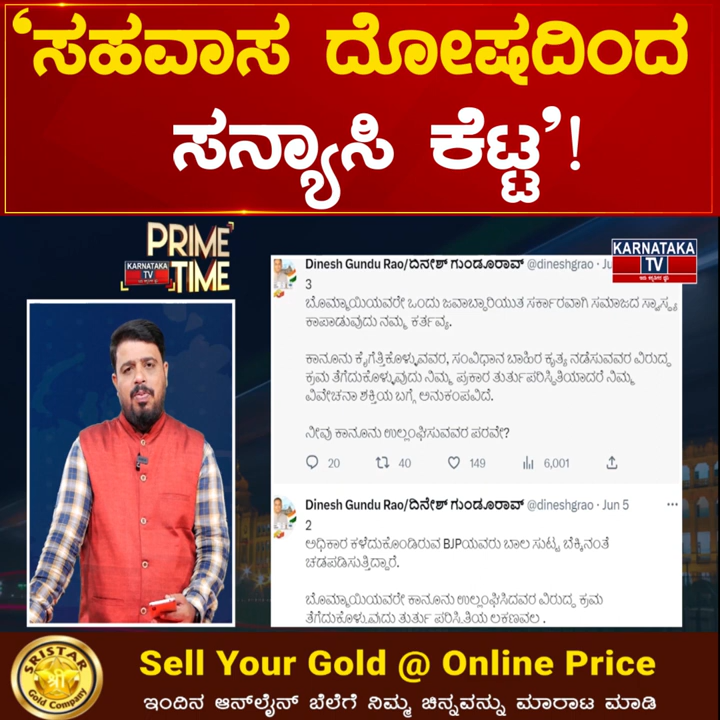 ‘ಸಹವಾಸ ದೋಷದಿಂದ
ಸನ್ಯಾಸಿ ಕೆಟ್ಟ’!
PRIME
TIME
KARNATAKA
TV
KARNATAKA
TV
Dinesh Gundu Rao/ದಿನೇಶ್ ಗುಂಡೂರಾವ್ @dineshgrao · Ju
3
ಬೊಮ್ಮಾಯಿಯವರೇ ಒಂದು ಜವಾಬ್ದಾರಿಯುತ ಸರ್ಕಾರವಾಗಿ ಸಮಾಜದ ಸ್ವಾಸ್ಥ್ಯ
ಕಾಪಾಡುವುದು ನಮ್ಮ ಕರ್ತವ್ಯ.
ಕಾನೂನು ಕೈಗೆತ್ತಿಕೊಳ್ಳುವವರ, ಸಂವಿಧಾನ ಬಾಹಿರ ಕೃತ್ಯ ನಡೆಸುವವರ ವಿರುದ್ಧ
ಕ್ರಮ ತೆಗೆದುಕೊಳ್ಳುವುದು ನಿಮ್ಮ ಪ್ರಕಾರ ತುರ್ತುಪರಿಸ್ಥಿತಿಯಾದರೆ ನಿಮ್ಮ
ವಿವೇಚನಾ ಶಕ್ತಿಯ ಬಗ್ಗೆ ಅನುಕಂಪವಿದೆ.
ನೀವು ಕಾನೂನು ಉಲ್ಲಂಘಿಸುವವರ ಪರವೇ?
20 40 149 6,001
Dinesh Gundu Rao/ದಿನೇಶ್ ಗುಂಡೂರಾವ್ @dineshgrao · Jun 5
2
ಅಧಿಕಾರ ಕಳೆದುಕೊಂಡಿರುವ BJPಯವರು ಬಾಲ ಸುಟ್ಟ ಬೆಕ್ಕಿನಂತೆ
ಚಡಪಡಿಸುತ್ತಿದ್ದಾರೆ.
ಬೊಮ್ಮಾಯಿಯವರೇ ಕಾನೂನು ಉಲ್ಲಂಘಿಸಿದವರ ವಿರುದ್ಧ ಕ್ರಮ
ತೆಗೆದುಕೊಳ್ಳುವುದು ತುರ್ತು ಪರಿಸ್ಥಿತಿಯ ಲಕ್ಷಣವಲ್ಲ .
SRISTAR
ಶ್ರೀ
Gold Company
Sell Your Gold @ Online Price
ಇಂದಿನ ಆನ್‌ಲೈನ್ ಬೆಲೆಗೆ ನಿಮ್ಮ ಚಿನ್ನವನ್ನು ಮಾರಾಟ ಮಾಡಿ